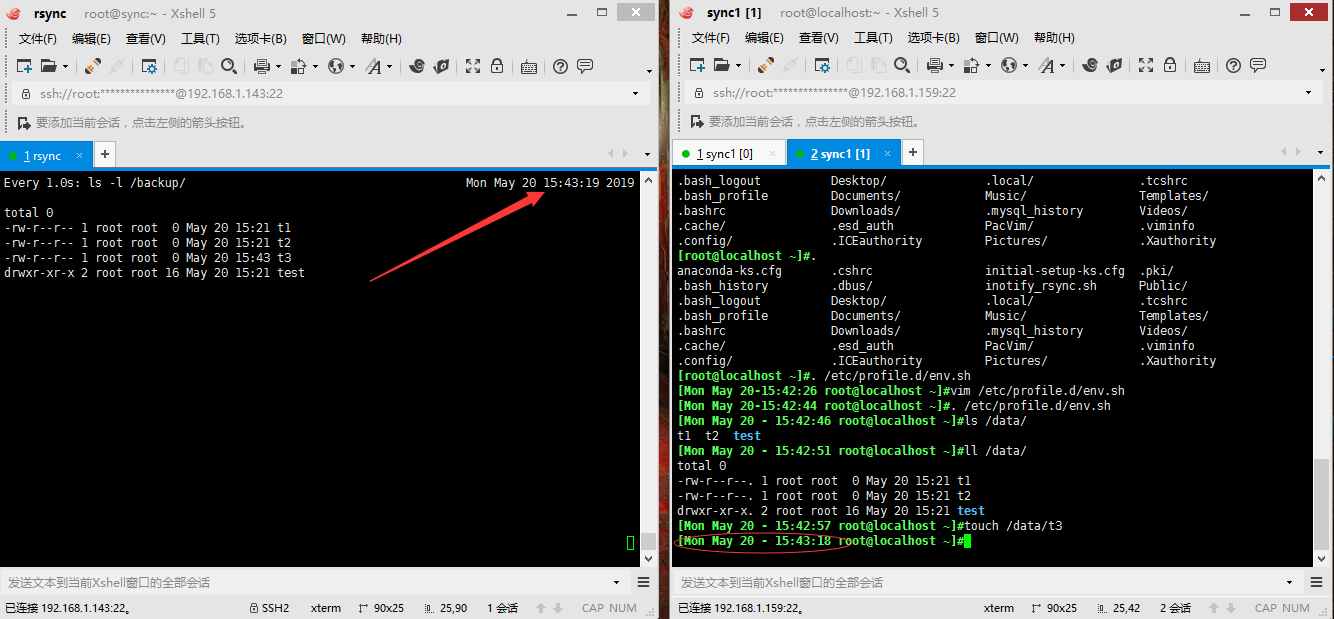 rsync root@sync:~ - Xshell 5
文件(F) 编辑(E) 查看(V) 工具(T) 选项卡(B) 窗口(W) 帮助(H)
ssh://root:***************@192.168.1.143:22
要添加当前会话，点击左侧的箭头按钮。
1 rsync × +
Every 1.0s: ls -l /backup/ Mon May 20 15:43:19 2019
total 0
-rw-r--r-- 1 root root  0 May 20 15:21 t1
-rw-r--r-- 1 root root  0 May 20 15:21 t2
-rw-r--r-- 1 root root  0 May 20 15:43 t3
drwxr-xr-x 2 root root 16 May 20 15:21 test
发送文本到当前Xshell窗口的全部会话
已连接 192.168.1.143:22。 SSH2 xterm 90x25 25,90 1 会话 CAP NUM
sync1 [1] root@localhost:~ - Xshell 5
文件(F) 编辑(E) 查看(V) 工具(T) 选项卡(B) 窗口(W) 帮助(H)
ssh://root:***************@192.168.1.159:22
要添加当前会话，点击左侧的箭头按钮。
1 sync1 [0] × 2 sync1 [1] × +
.bash_logout Desktop/ .local/ .tcshrc
.bash_profile Documents/ Music/ Templates/
.bashrc Downloads/ .mysql_history Videos/
.cache/ .esd_auth PacVim/ .viminfo
.config/ .ICEauthority Pictures/ .Xauthority
[root@localhost ~]#.
anaconda-ks.cfg .cshrc initial-setup-ks.cfg .pki/
.bash_history .dbus/ inotify_rsync.sh Public/
.bash_logout Desktop/ .local/ .tcshrc
.bash_profile Documents/ Music/ Templates/
.bashrc Downloads/ .mysql_history Videos/
.cache/ .esd_auth PacVim/ .viminfo
.config/ .ICEauthority Pictures/ .Xauthority
[root@localhost ~]#. /etc/profile.d/env.sh
[Mon May 20-15:42:26 root@localhost ~]#vim /etc/profile.d/env.sh
[Mon May 20-15:42:44 root@localhost ~]#. /etc/profile.d/env.sh
[Mon May 20 - 15:42:46 root@localhost ~]#ls /data/
t1  t2  test
[Mon May 20 - 15:42:51 root@localhost ~]#ll /data/
total 0
-rw-r--r--. 1 root root  0 May 20 15:21 t1
-rw-r--r--. 1 root root  0 May 20 15:21 t2
drwxr-xr-x. 2 root root 16 May 20 15:21 test
[Mon May 20 - 15:42:57 root@localhost ~]#touch /data/t3
[Mon May 20 - 15:43:18 root@localhost ~]#
发送文本到当前Xshell窗口的全部会话
已连接 192.168.1.159:22。 xterm 90x25 25,42 2 会话 CAP NUM